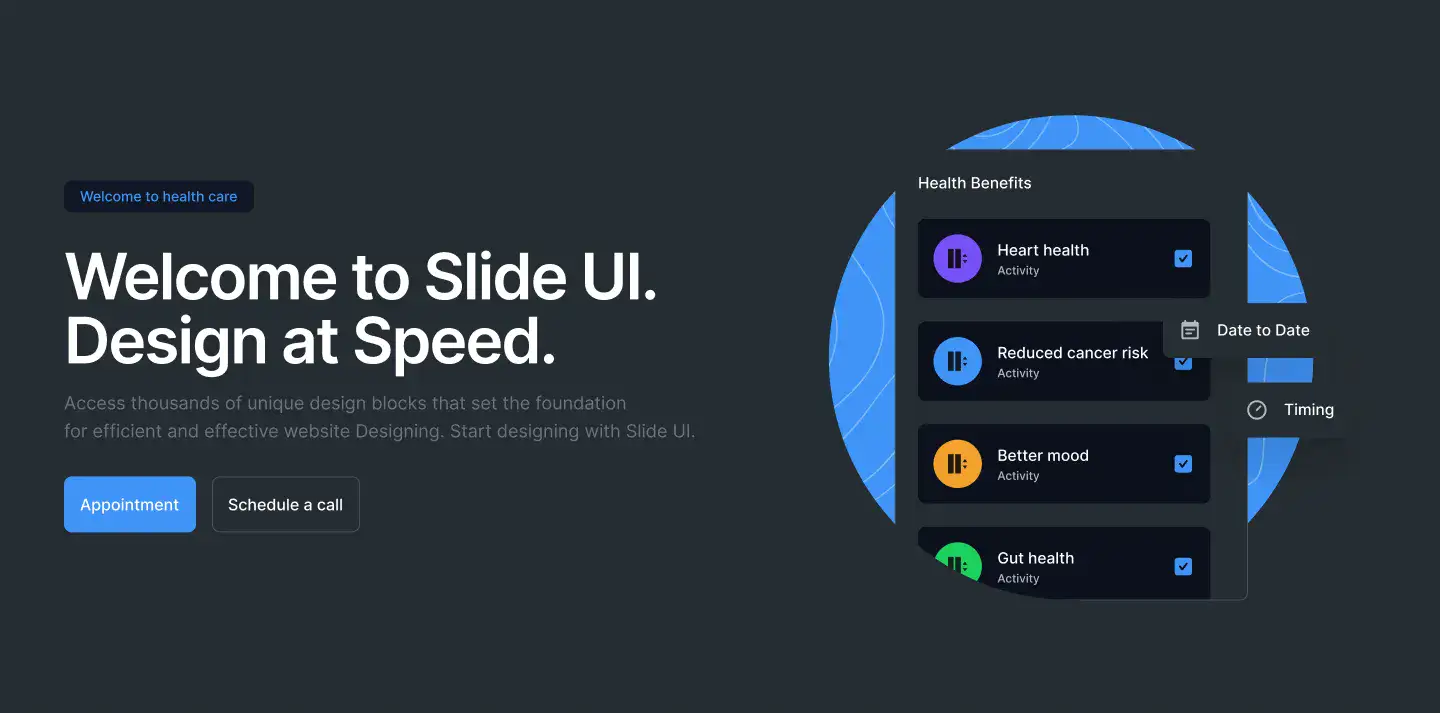 Welcome to health care
Welcome to Slide UI.
Design at Speed.
Access thousands of unique design blocks that set the foundation
for efficient and effective website Designing. Start designing with Slide UI.
Appointment
Schedule a call
Health Benefits
Heart health
Activity
Date to Date
Reduced cancer risk
Activity
Timing
Better mood
Activity
Gut health
Activity